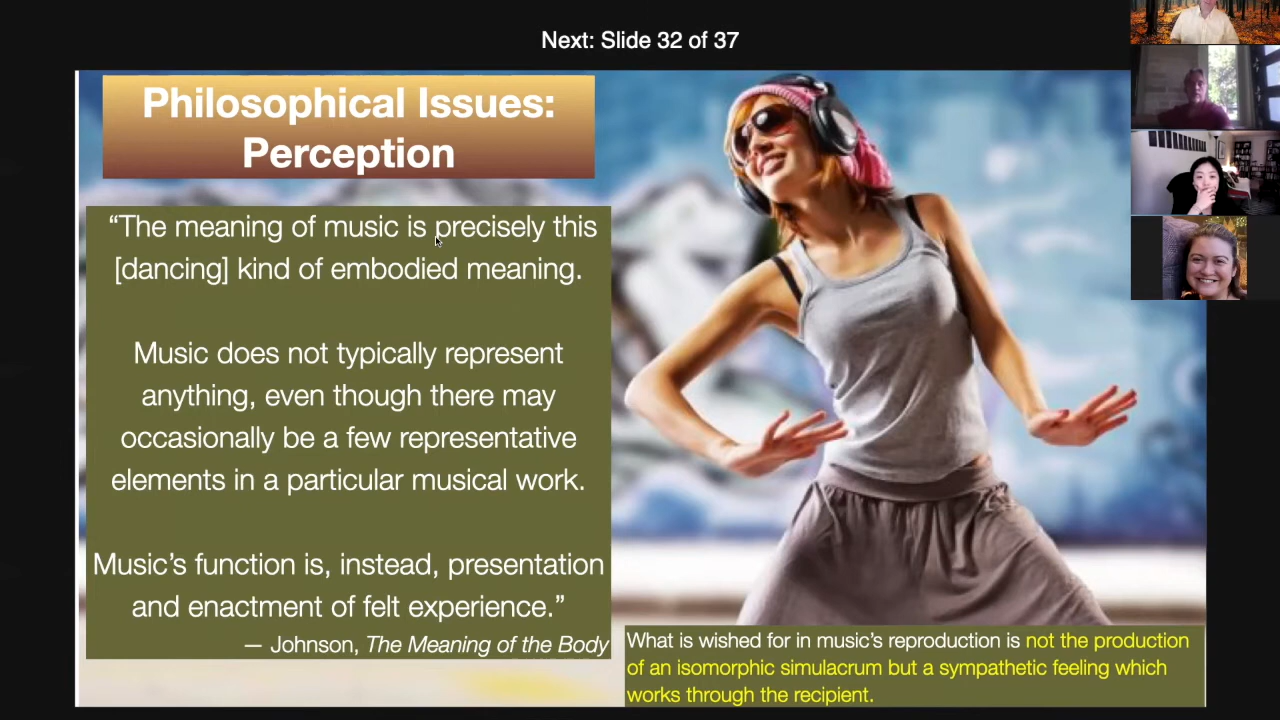 Next: Slide 32 of 37
Philosophical Issues:
Perception
“The meaning of music is precisely this
[dancing] kind of embodied meaning.
Music does not typically represent
anything, even though there may
occasionally be a few representative
elements in a particular musical work.
Music’s function is, instead, presentation
and enactment of felt experience.”
— Johnson, The Meaning of the Body
What is wished for in music’s reproduction is not the production
of an isomorphic simulacrum but a sympathetic feeling which
works through the recipient.